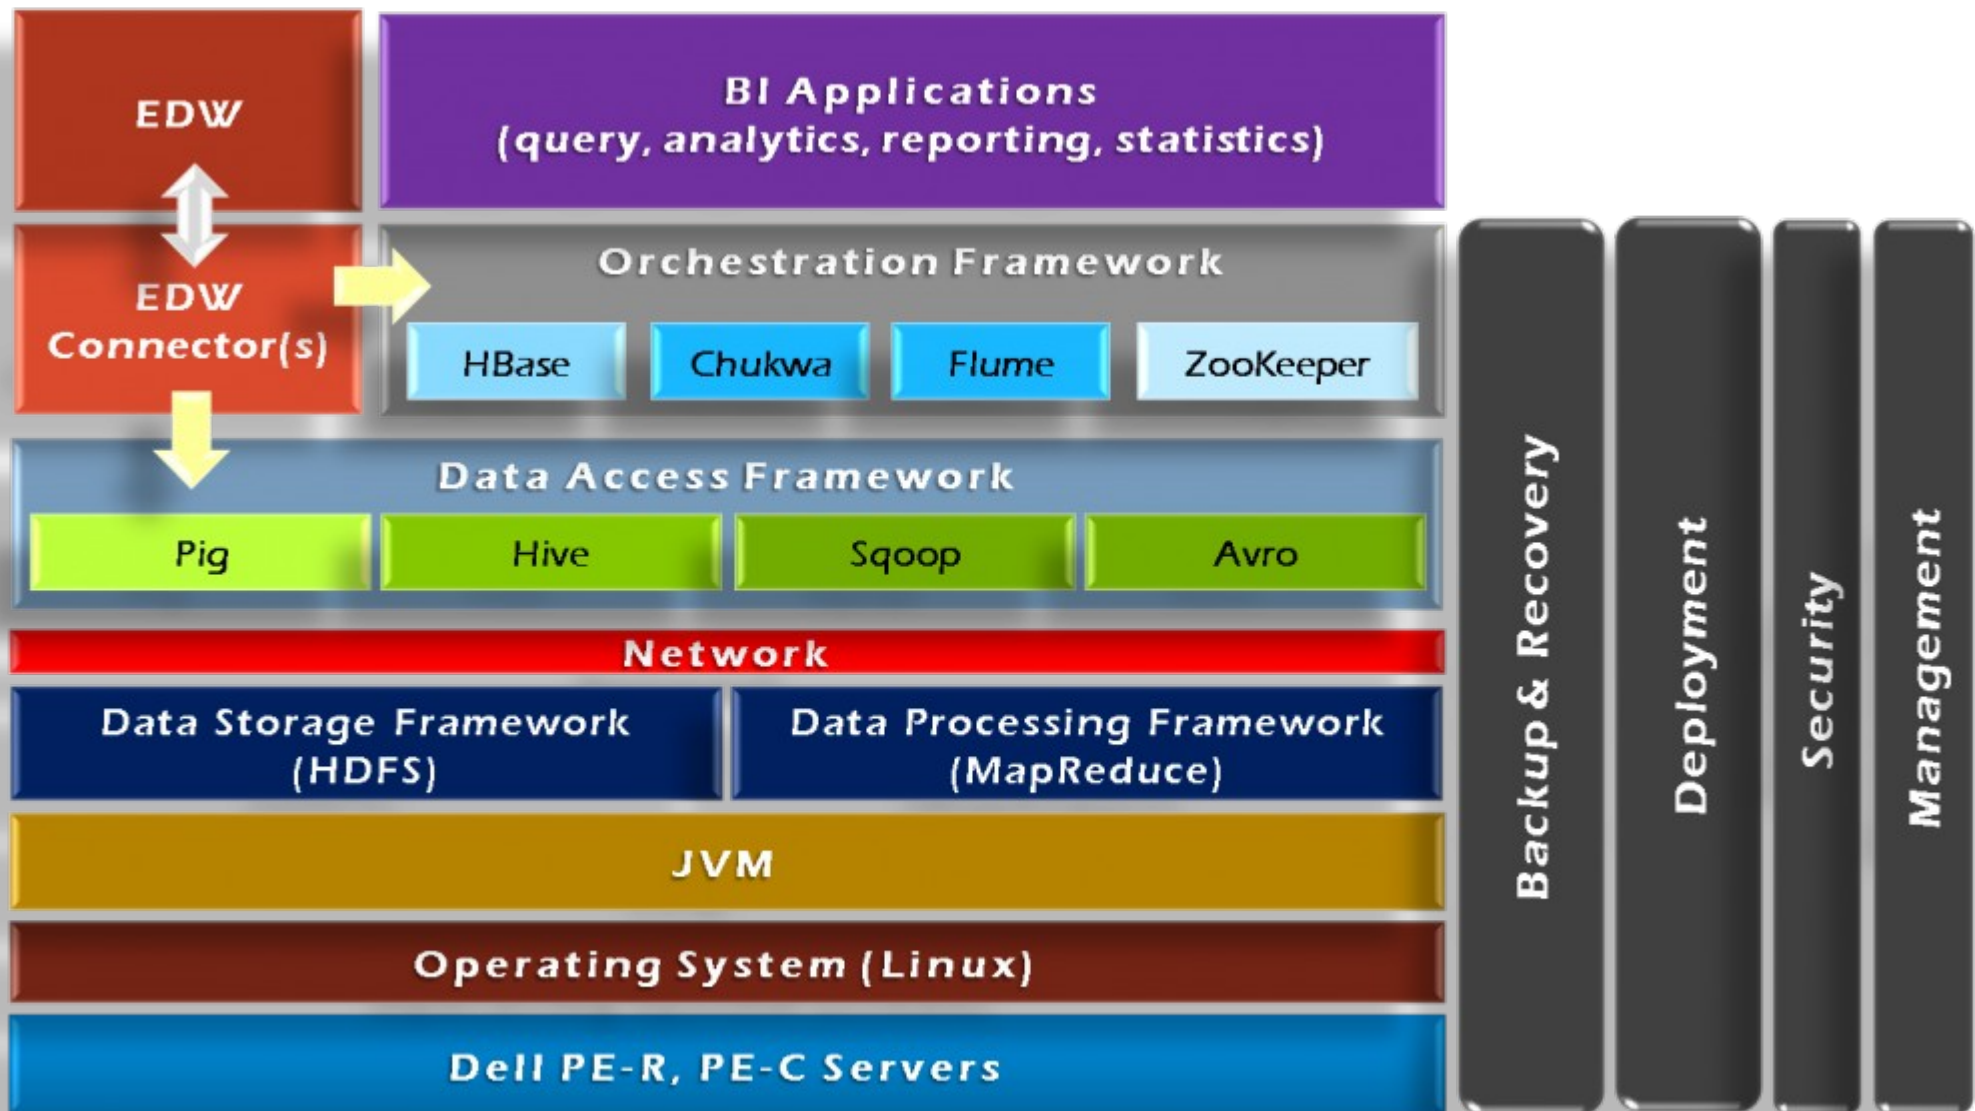 EDW
BI Applications
(query, analytics, reporting, statistics)
EDW
Connector(s)
Orchestration Framework
HBase
Chukwa
Flume
ZooKeeper
Data Access Framework
Pig
Hive
Sqoop
Avro
Network
Data Storage Framework
(HDFS)
Data Processing Framework
(MapReduce)
JVM
Operating System (Linux)
Dell PE-R, PE-C Servers
Backup & Recovery
Deployment
Security
Management